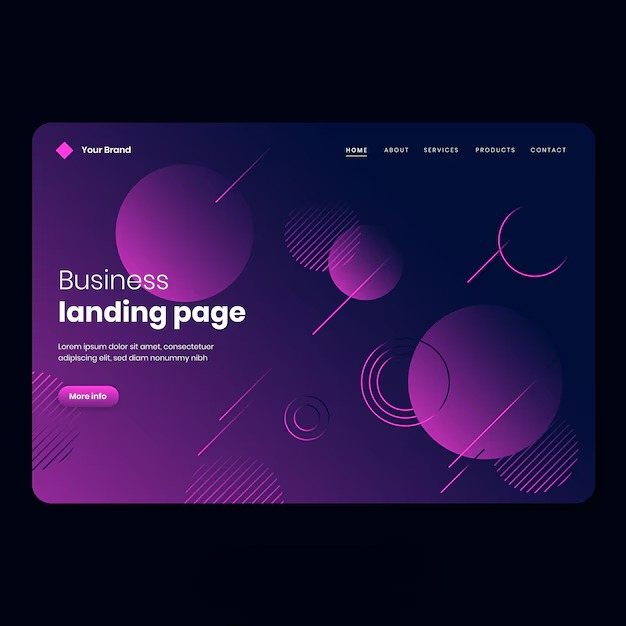 Your Brand
HOME ABOUT SERVICES PRODUCTS CONTACT
Business
landing page
Lorem ipsum dolor sit amet, consectetuer
adipiscing elit, sed diam nonummy nibh
More info